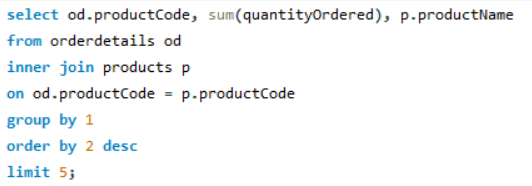 select od.productCode, sum(quantityOrdered), p.productName
from orderdetails od
inner join products p
on od.productCode = p.productCode
group by 1
order by 2 desc
limit 5;